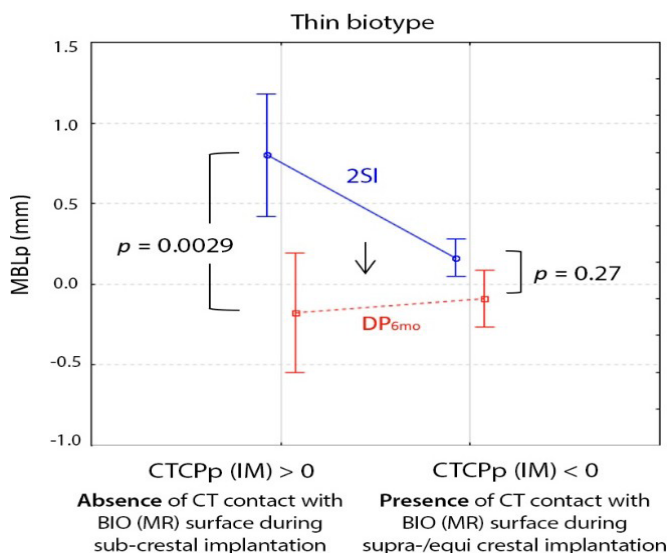 Thin biotype
1.5
1.0
0.5
0.0
-0.5
-1.0
MBLp (mm)
2SI
p = 0.0029
p = 0.27
DP6mo
CTCPp (IM) > 0
Absence of CT contact with
BIO (MR) surface during
sub-crestal implantation
CTCPp (IM) < 0
Presence of CT contact with
BIO (MR) surface during
supra-/equi crestal implantation